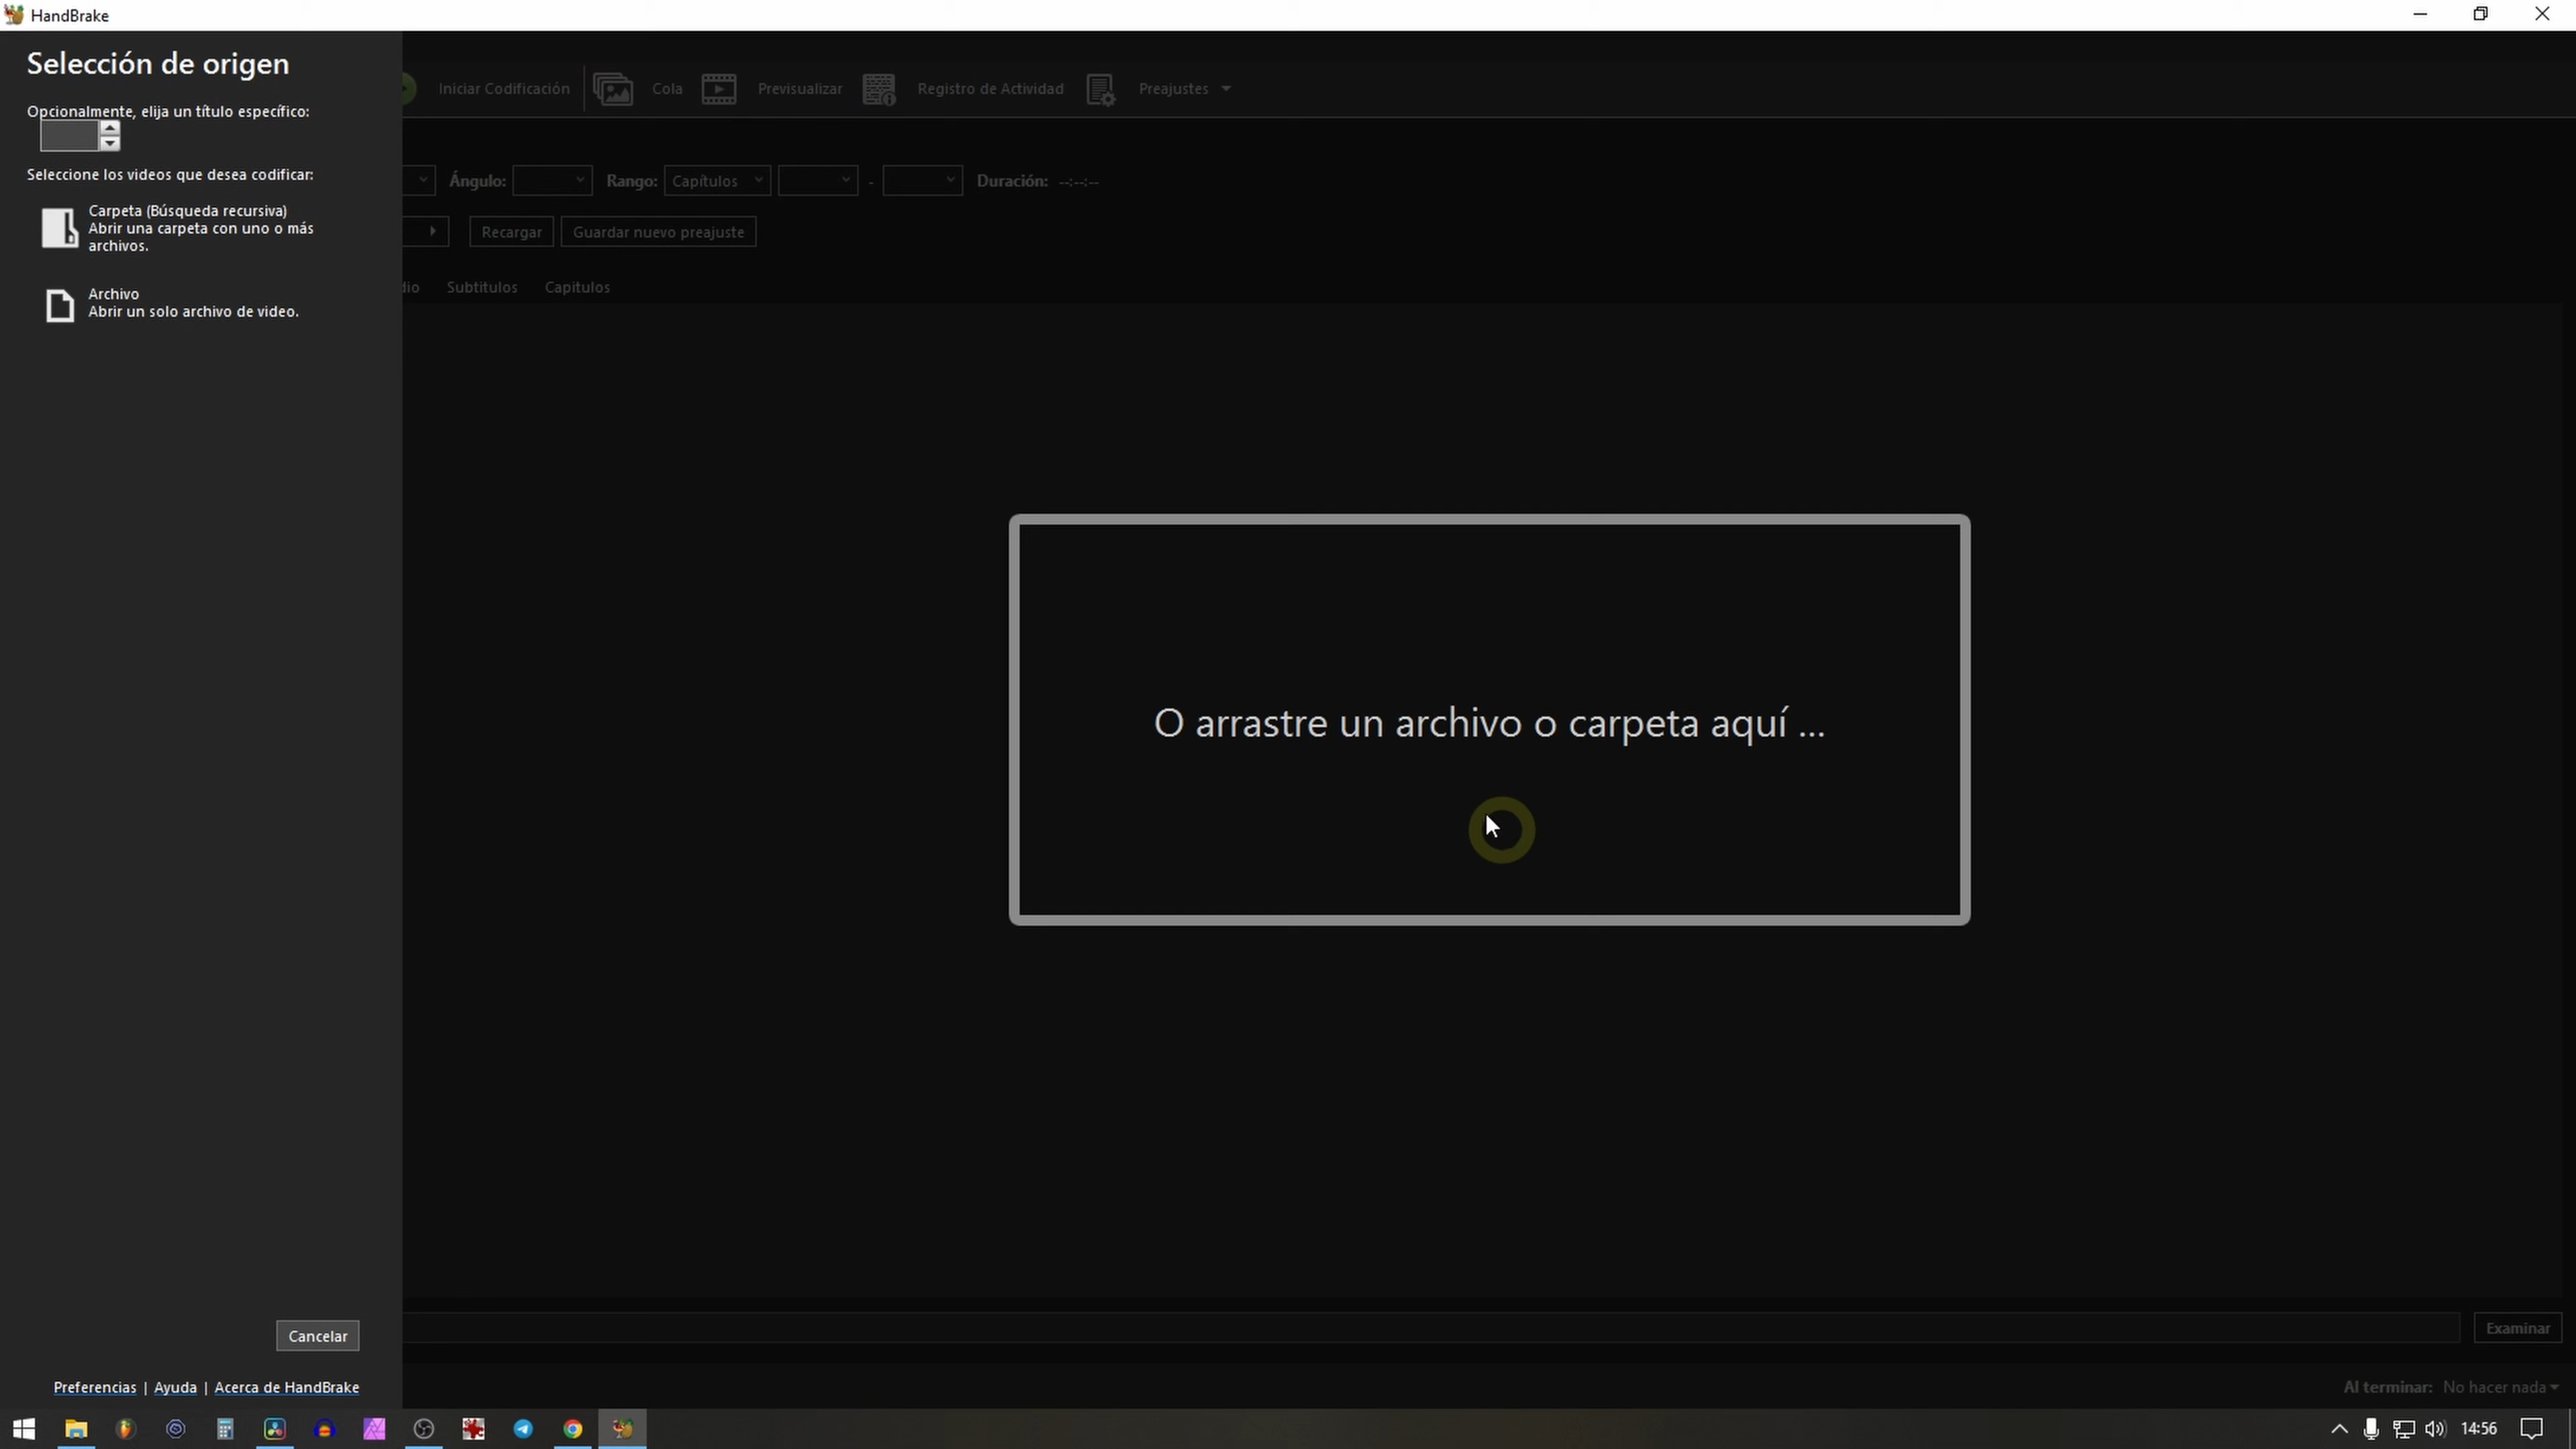 HandBrake
Selección de origen
Opcionalmente, elija un título específico:
Seleccione los videos que desea codificar:
Carpeta (Búsqueda recursiva)
Abrir una carpeta con uno o más
archivos.
Archivo
Abrir un solo archivo de video.
Iniciar Codificación
Cola
Previsualizar
Registro de Actividad
Preajustes
Ángulo:
Rango: Capítulos - Duración: --:--:--
Recargar
Guardar nuevo preajuste
dio
Subtitulos
Capitulos
O arrastre un archivo o carpeta aquí ...
Examinar
Cancelar
Preferencias | Ayuda | Acerca de HandBrake
Al terminar: No hacer nada
14:56